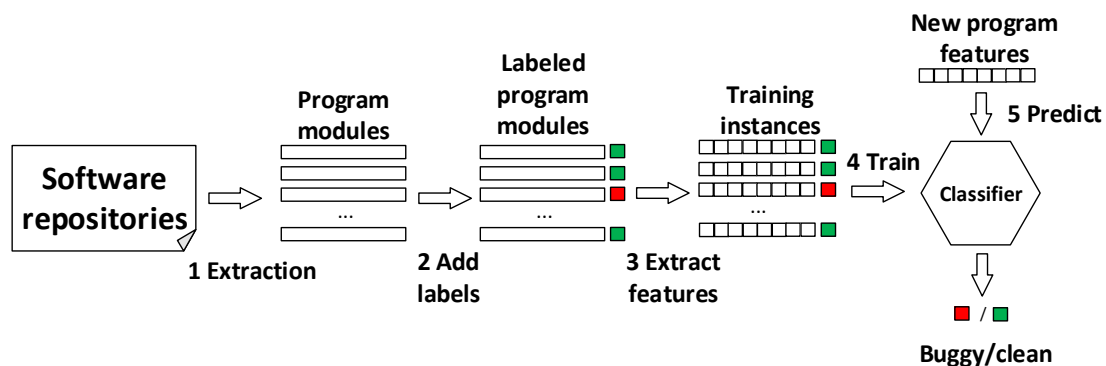 Software
repositories
1 Extraction
Program
modules
...
2 Add
labels
Labeled
program
modules
...
3 Extract
features
Training
instances
...
4 Train
New program
features
5 Predict
Classifier
/
Buggy/clean